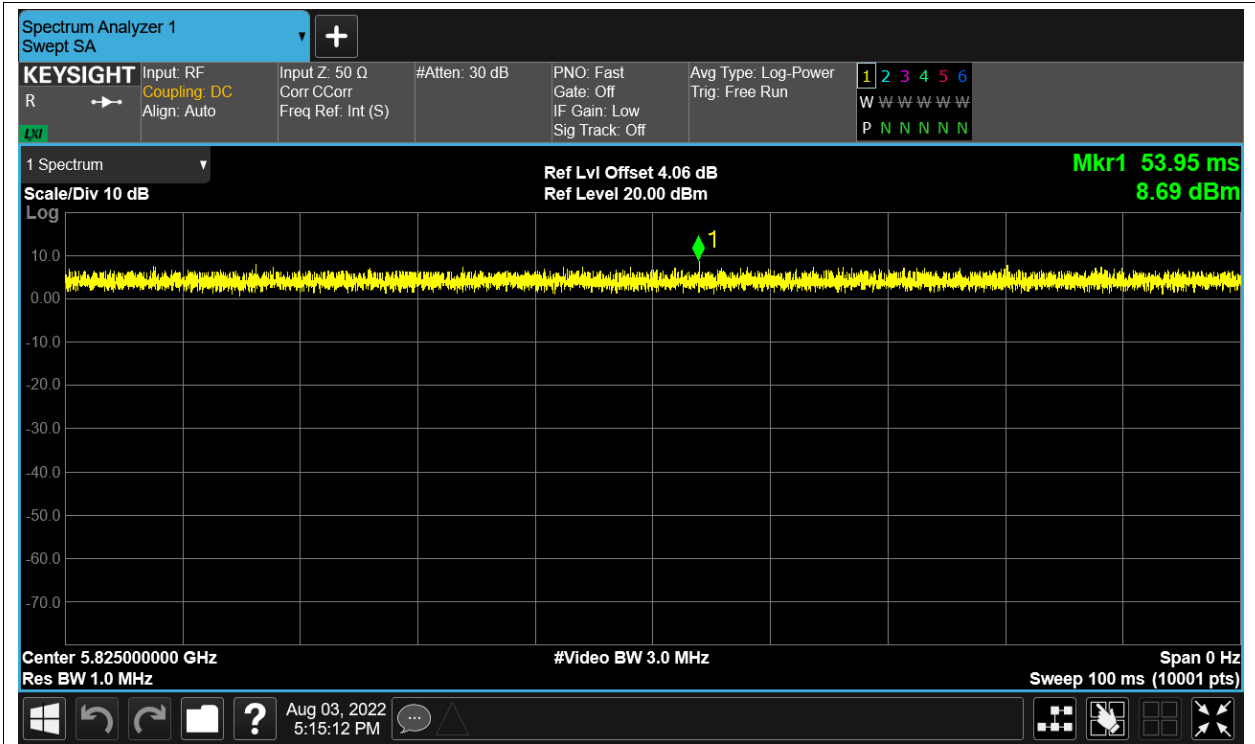 Spectrum Analyzer 1
Swept SA
KEYSIGHT
R
LXI
Input: RF
Coupling: DC
Align: Auto
Input Z: 50 Ω
Corr CCorr
Freq Ref: Int (S)
#Atten: 30 dB
PNO: Fast
Gate: Off
IF Gain: Low
Sig Track: Off
Avg Type: Log-Power
Trig: Free Run
1 2 3 4 5 6
W W W W W W
P N N N N N
1 Spectrum
Scale/Div 10 dB
Ref Lvl Offset 4.06 dB
Ref Level 20.00 dBm
Mkr1 53.95 ms
8.69 dBm
Log
1
10.0
0.00
-10.0
-20.0
-30.0
-40.0
-50.0
-60.0
-70.0
Center 5.825000000 GHz
Res BW 1.0 MHz
#Video BW 3.0 MHz
Span 0 Hz
Sweep 100 ms (10001 pts)
?
Aug 03, 2022
5:15:12 PM